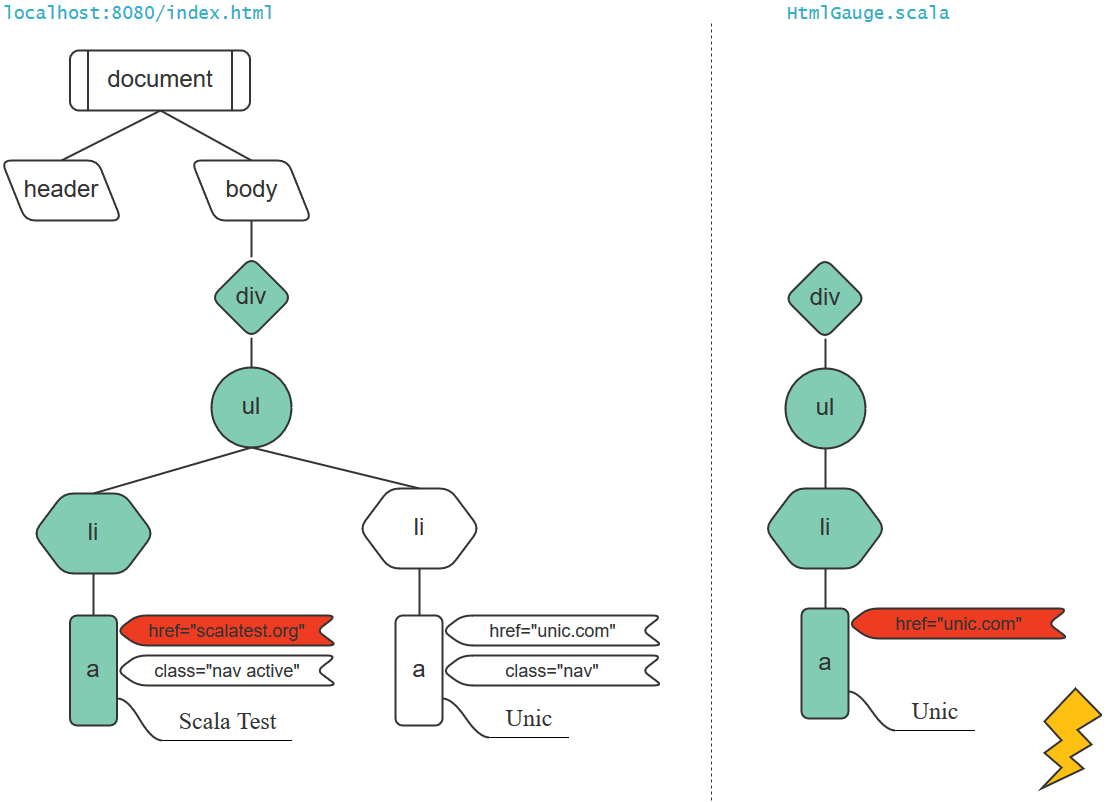 localhost:8080/index.html
HtmlGauge.scala
document
header
body
div
div
ul
ul
li
li
li
a
href="scalatest.org"
class="nav active"
Scala Test
a
href="unic.com"
class="nav"
Unic
a
href="unic.com"
Unic